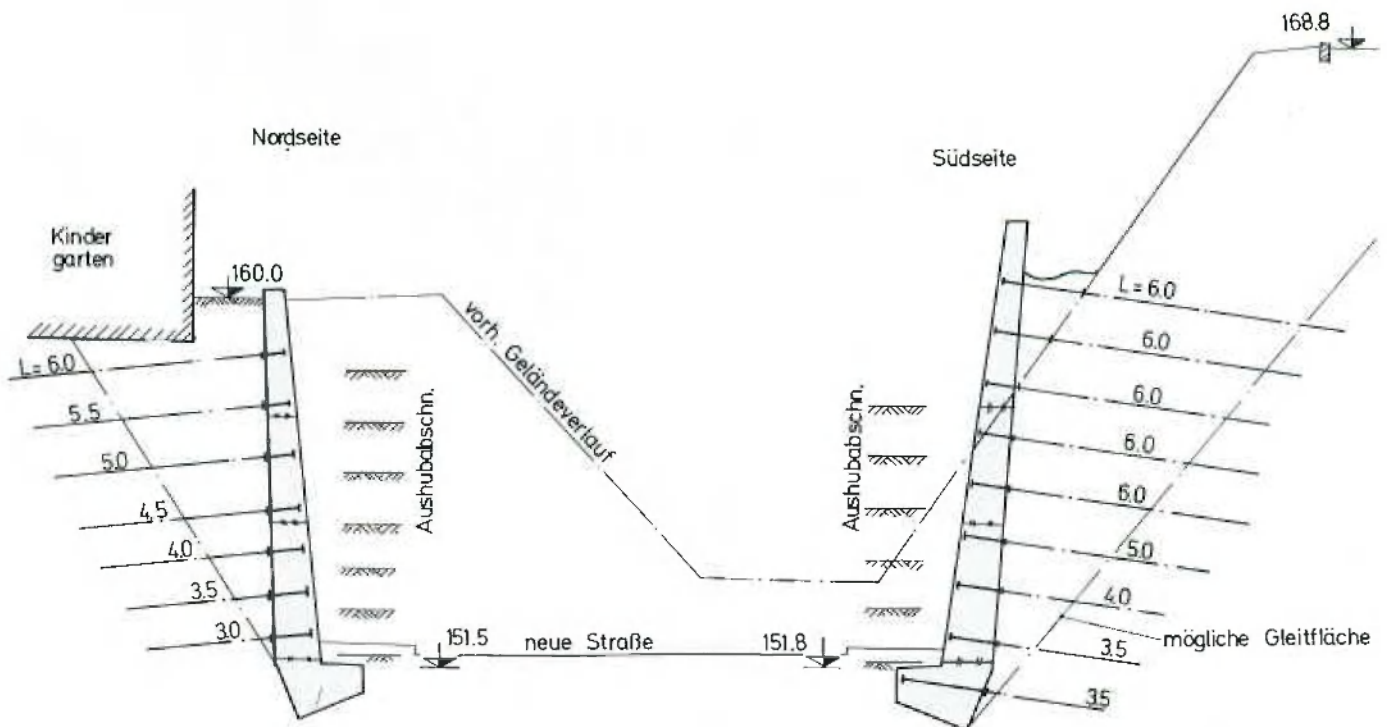 168.8
Nordseite
Südseite
Kinder
garten
160.0
L=6.0
5.5
5.0
4.5
4.0
3.5
3.0
Aushubabschn.
vorh. Geländeverlauf
Aushubabschn.
L=6.0
6.0
6.0
6.0
6.0
5.0
4.0
3.5
3.5
mögliche Gleitfläche
151.5
neue Straße
151.8